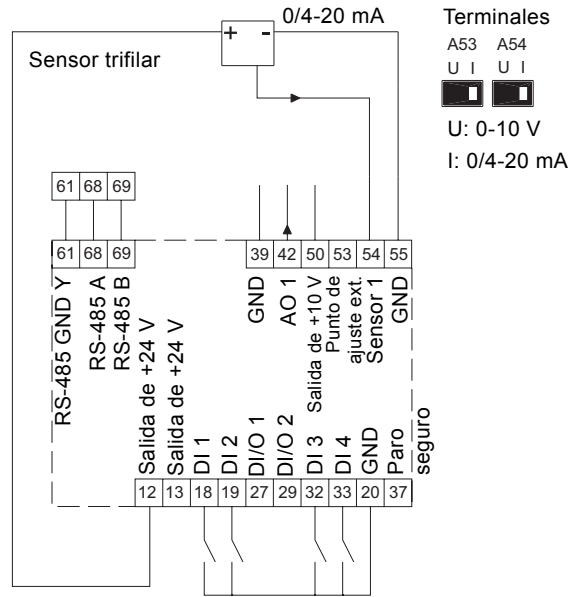 0/4-20 mA
+ -
Sensor trifilar
Terminales
A53 A54
U I U I
U: 0-10 V
I: 0/4-20 mA
61 68 69
61 68 69
39 42 50 53 54 55
RS-485 GND Y
RS-485 A
RS-485 B
GND
AO 1
Salida de +10 V
Punto de
ajuste ext.
Sensor 1
GND
Salida de +24 V
Salida de +24 V
DI 1
DI 2
DI/O 1
DI/O 2
DI 3
DI 4
GND
Paro
seguro
12 13 18 19 27 29 32 33 20 37